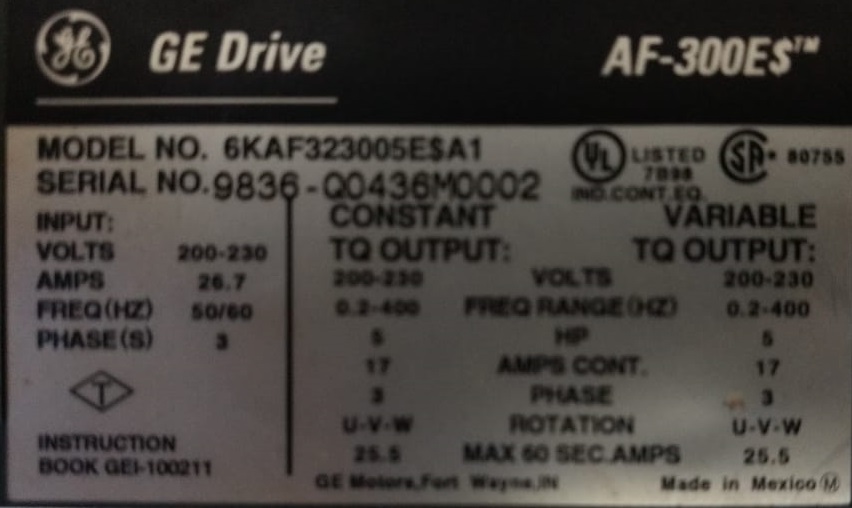 GE GE Drive AF-300E$™
MODEL NO. 6KAF323005E$A1
UL LISTED 7B98 IND.CONT.EQ.
SA 80755
SERIAL NO. 9836-Q0436M0002
INPUT:
VOLTS 200-230
AMPS 26.7
FREQ(HZ) 50/60
PHASE(S) 3
T
INSTRUCTION
BOOK GEI-100211
CONSTANT VARIABLE
TQ OUTPUT: TQ OUTPUT:
200-230 VOLTS 200-230
0.2-400 FREQ RANGE(HZ) 0.2-400
5 HP 5
17 AMPS CONT. 17
3 PHASE 3
U-V-W ROTATION U-V-W
25.5 MAX 60 SEC.AMPS 25.5
GE Motors, Fort Wayne, IN Made in Mexico Ⓜ